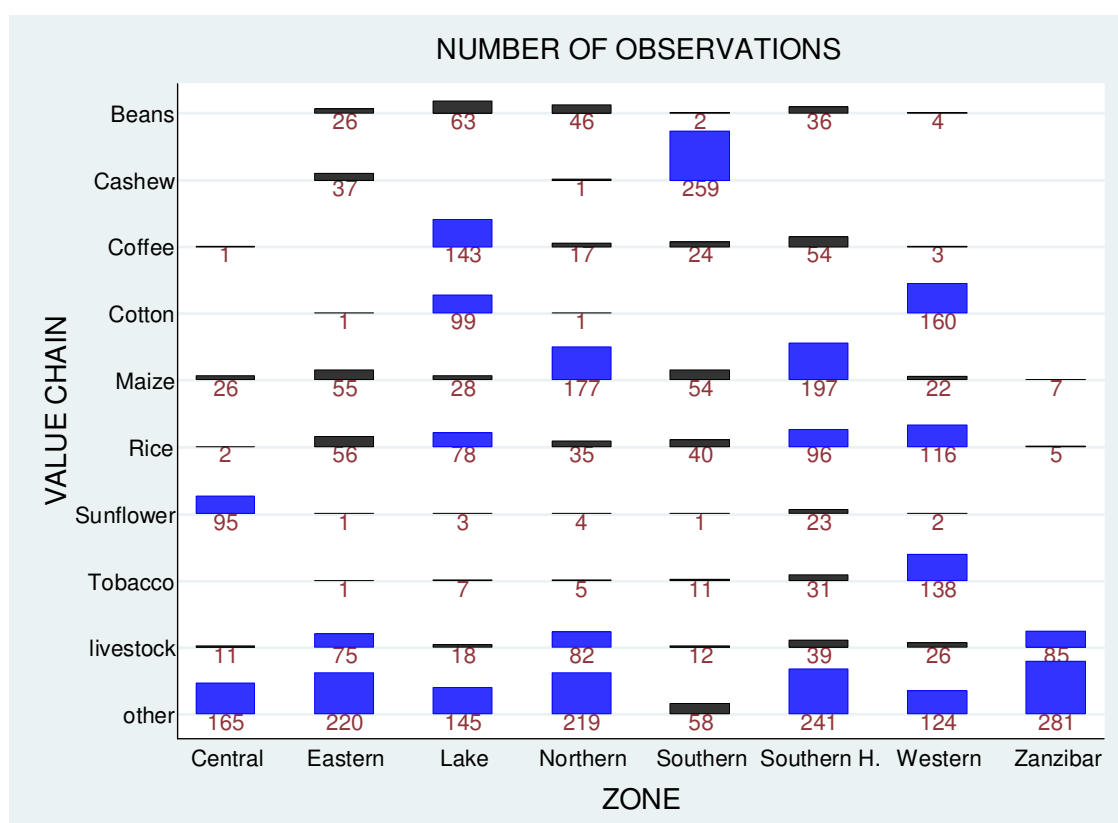 NUMBER OF OBSERVATIONS
Beans
26 63 46 2 36 4
Cashew
37 1 259
Coffee
1 143 17 24 54 3
Cotton
1 99 1 160
Maize
26 55 28 177 54 197 22 7
Rice
2 56 78 35 40 96 116 5
Sunflower
95 1 3 4 1 23 2
Tobacco
1 7 5 11 31 138
livestock
11 75 18 82 12 39 26 85
other
165 220 145 219 58 241 124 281
VALUE CHAIN
Central Eastern Lake Northern Southern Southern H. Western Zanzibar
ZONE